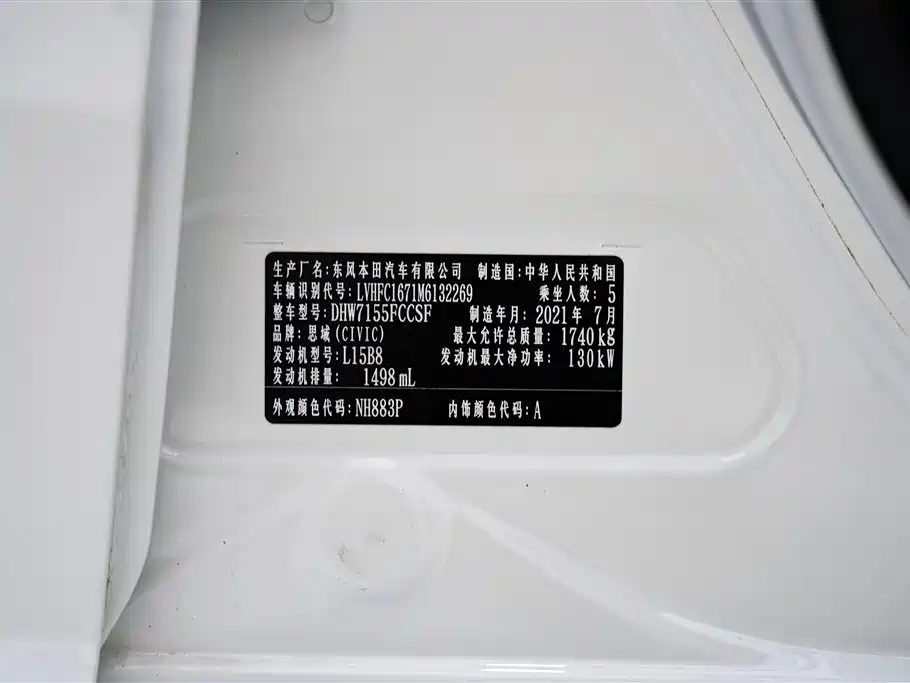 生产厂名:东风本田汽车有限公司 制造国:中华人民共和国
车辆识别代号:LVHFC1671M6132269 乘坐人数: 5
整车型号:DHW7155FCCSF 制造年月: 2021年 7月
品牌:思域(CIVIC) 最大允许总质量: 1740kg
发动机型号:L15B8 发动机最大净功率: 130kW
发动机排量: 1498mL
外观颜色代码:NH883P 内饰颜色代码:A